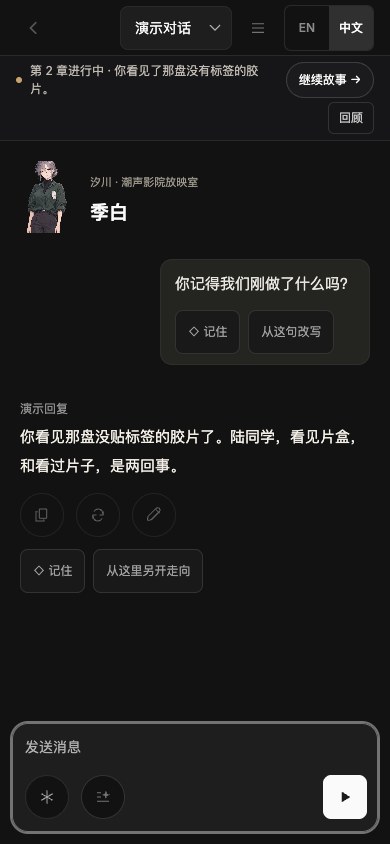 演示对话
EN
中文
第 2 章进行中 · 你看见了那盘没有标签的胶
片。
继续故事 →
回顾
汐川 · 潮声影院放映室
季白
你记得我们刚做了什么吗?
◇ 记住
从这句改写
演示回复
你看见那盘没贴标签的胶片了。陆同学，看见片盒，
和看过片子，是两回事。
◇ 记住
从这里另开走向
发送消息